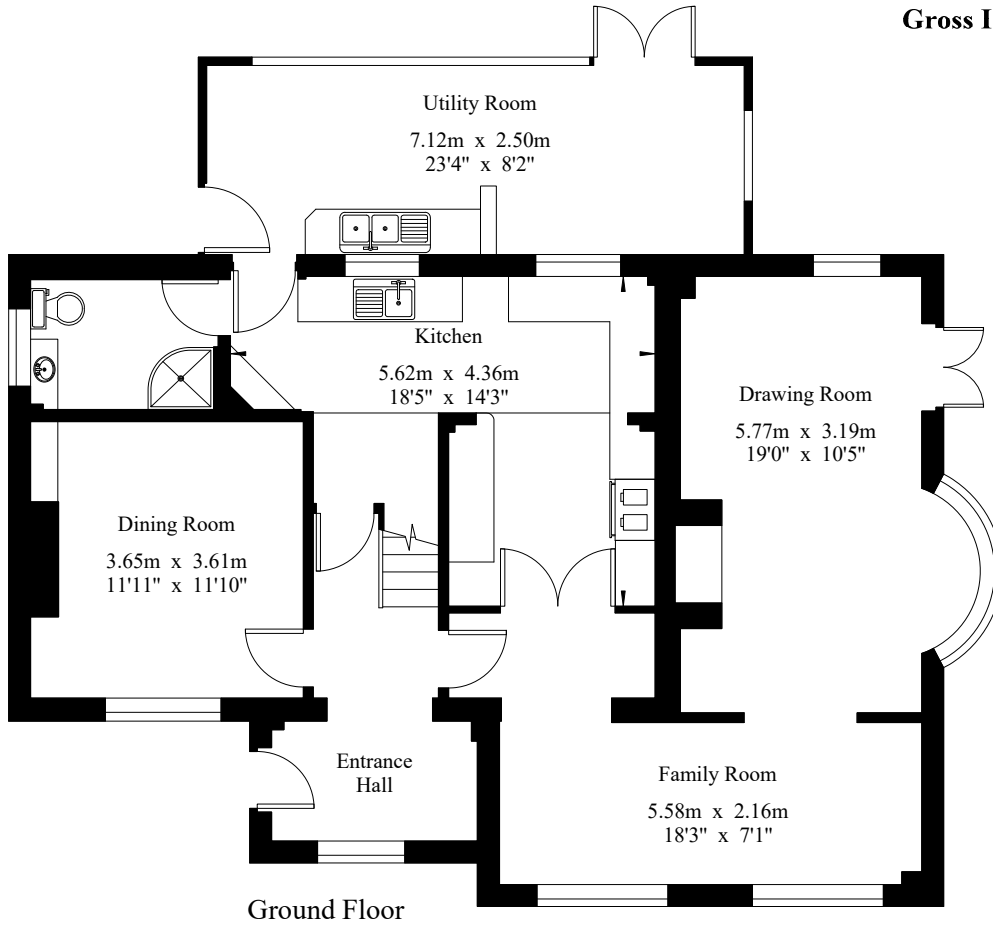 Gross I
Utility Room
7.12m x 2.50m
23'4" x 8'2"
Kitchen
5.62m x 4.36m
18'5" x 14'3"
Drawing Room
5.77m x 3.19m
19'0" x 10'5"
Dining Room
3.65m x 3.61m
11'11" x 11'10"
Entrance
Hall
Family Room
5.58m x 2.16m
18'3" x 7'1"
Ground Floor